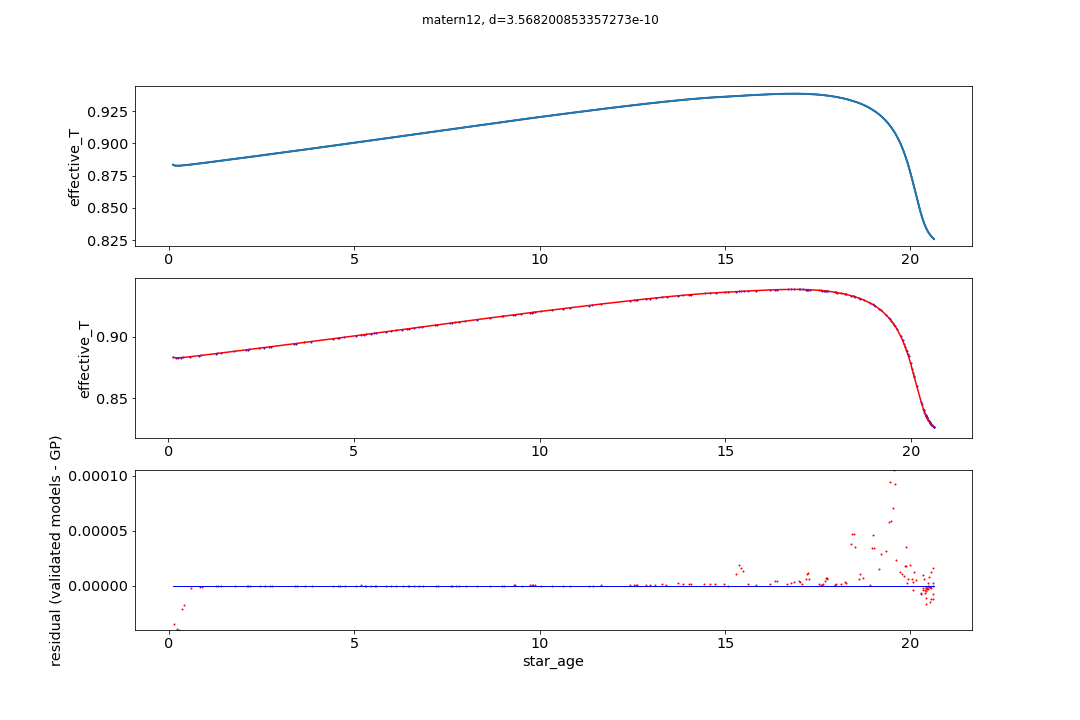 matern12, d=3.568200853357273e-10
effective_T
0.925
0.900
0.875
0.850
0.825
0 5 10 15 20
effective_T
0.90
0.85
0 5 10 15 20
residual (validated models - GP)
0.00010
0.00005
0.00000
0 5 10 15 20
star_age